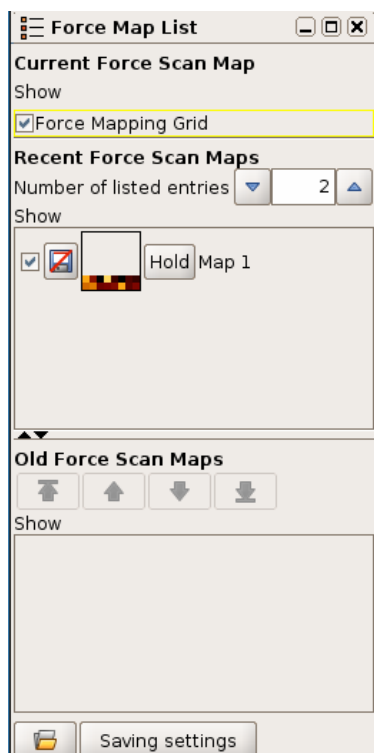 Force Map List
Current Force Scan Map
Show
Force Mapping Grid
Recent Force Scan Maps
Number of listed entries 2
Show
Hold Map 1
Old Force Scan Maps
Show
Saving settings